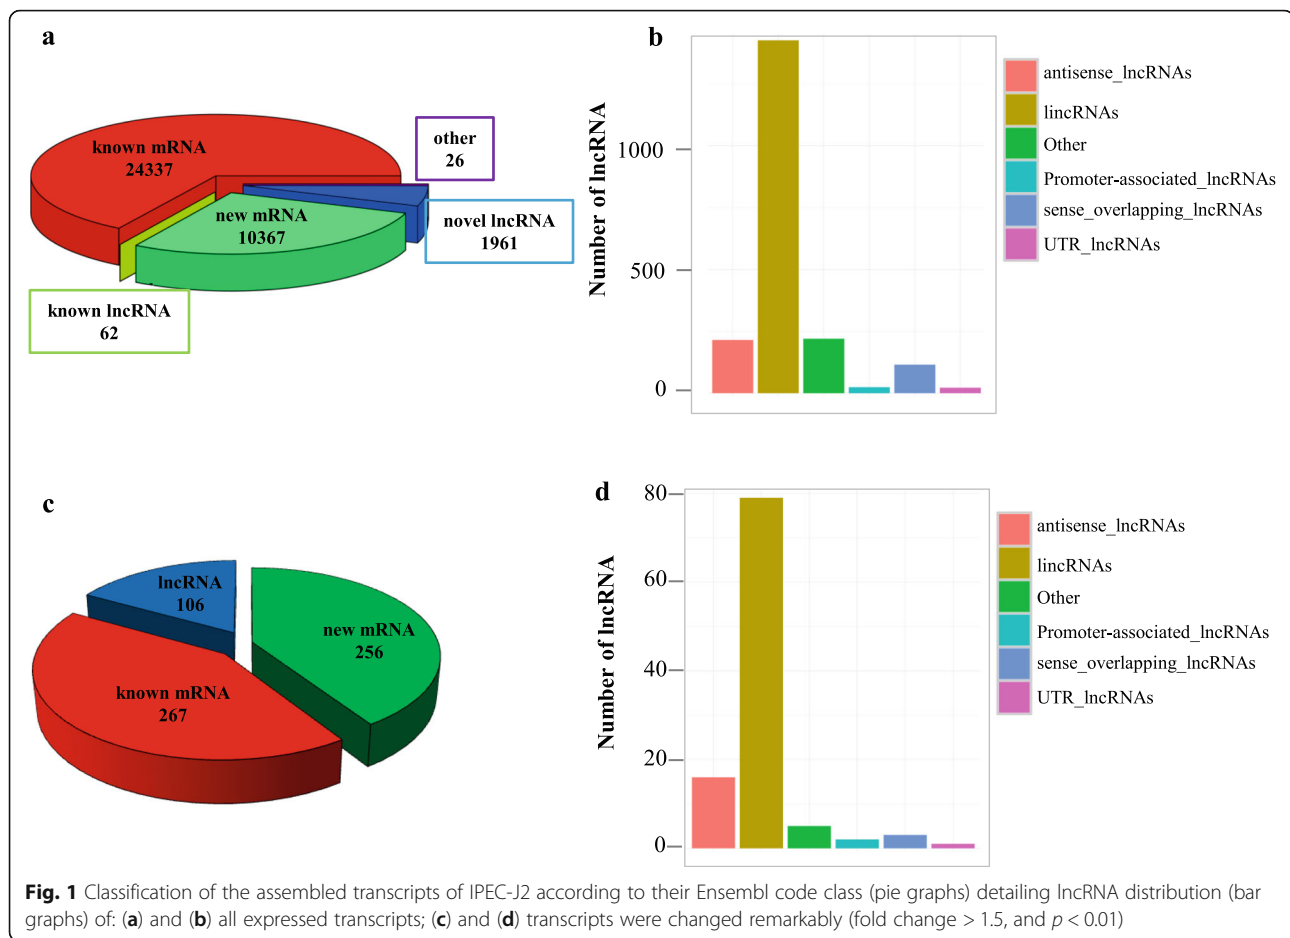 a
known mRNA
24337
other
26
new mRNA
10367
novel lncRNA
1961
known lncRNA
62
b
Number of lncRNA
1000
500
0
antisense_lncRNAs
lincRNAs
Other
Promoter-associated_lncRNAs
sense_overlapping_lncRNAs
UTR_lncRNAs
c
lncRNA
106
new mRNA
256
known mRNA
267
d
Number of lncRNA
80
60
40
20
0
antisense_lncRNAs
lincRNAs
Other
Promoter-associated_lncRNAs
sense_overlapping_lncRNAs
UTR_lncRNAs
Fig. 1 Classification of the assembled transcripts of IPEC-J2 according to their Ensembl code class (pie graphs) detailing lncRNA distribution (bar
graphs) of: (a) and (b) all expressed transcripts; (c) and (d) transcripts were changed remarkably (fold change > 1.5, and p < 0.01)